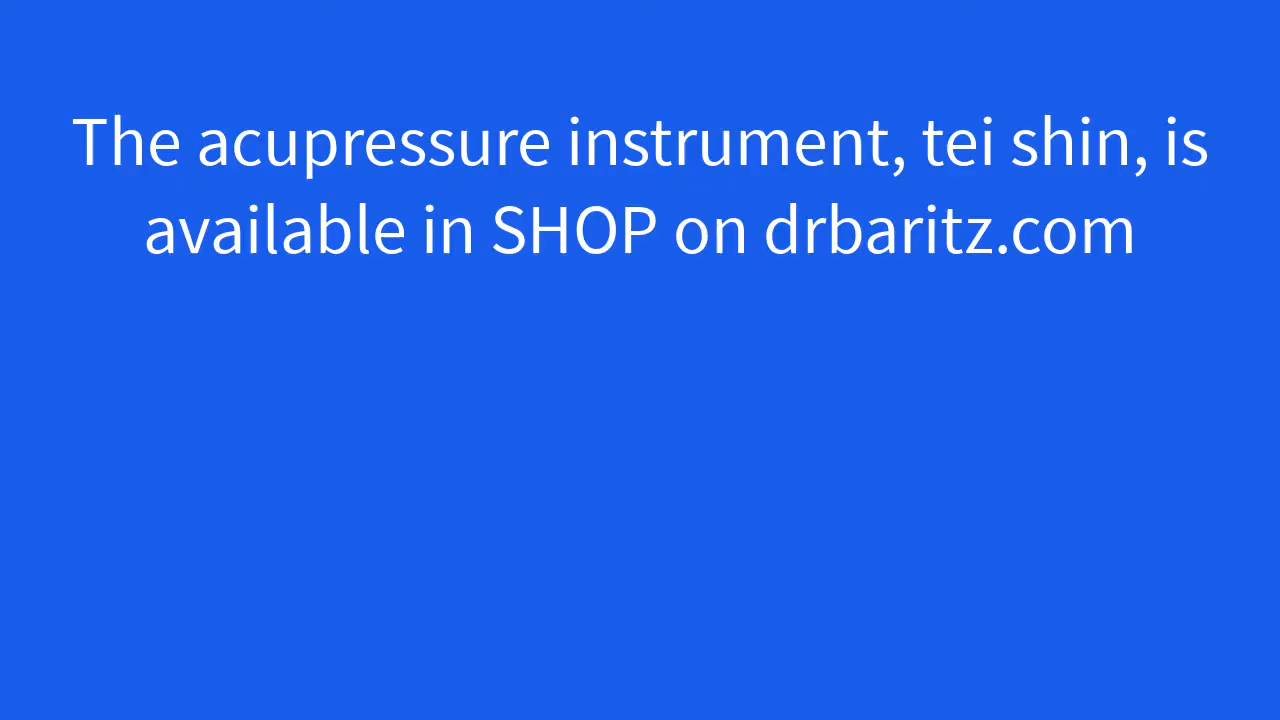 The acupressure instrument, tei shin, is
available in SHOP on drbaritz.com